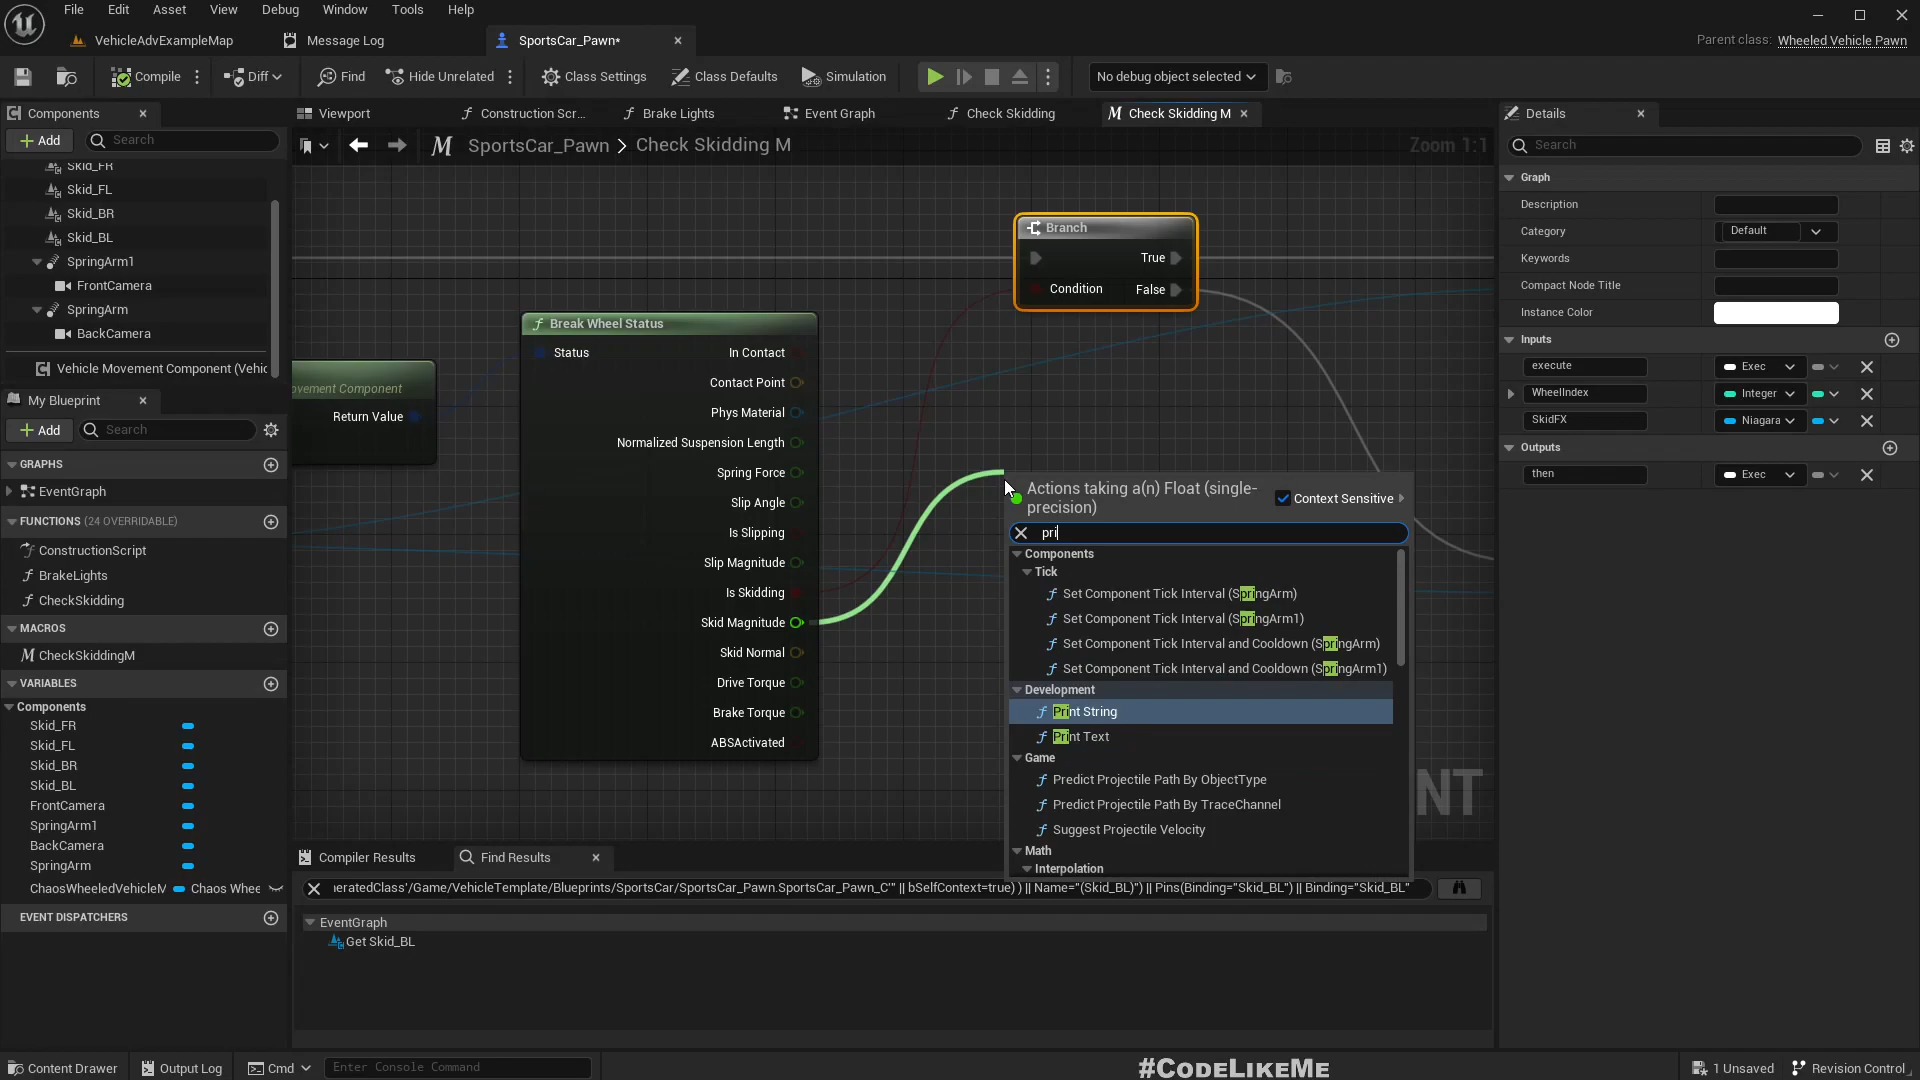 File Edit Asset View Debug Window Tools Help
VehicleAdvExampleMap
Message Log
SportsCar_Pawn*
Parent class: Wheeled Vehicle Pawn
Compile
Diff
Find
Hide Unrelated
Class Settings
Class Defaults
Simulation
No debug object selected
Components
Add
Search
Skid_FR
Skid_FL
Skid_BR
Skid_BL
SpringArm1
FrontCamera
SpringArm
BackCamera
Vehicle Movement Component (Vehic
My Blueprint
Add
Search
GRAPHS
EventGraph
FUNCTIONS (24 OVERRIDABLE)
ConstructionScript
BrakeLights
CheckSkidding
MACROS
CheckSkiddingM
VARIABLES
Components
Skid_FR
Skid_FL
Skid_BR
Skid_BL
FrontCamera
SpringArm1
BackCamera
SpringArm
ChaosWheeledVehicleM Chaos Whee
EVENT DISPATCHERS
Viewport
Construction Scr...
Brake Lights
Event Graph
Check Skidding
Check Skidding M
SportsCar_Pawn > Check Skidding M
Zoom 1:1
Branch
True
Condition False
Break Wheel Status
Status In Contact
Contact Point
Phys Material
Normalized Suspension Length
Spring Force
Slip Angle
Is Slipping
Slip Magnitude
Is Skidding
Skid Magnitude
Skid Normal
Drive Torque
Brake Torque
ABSActivated
ovement Component
Return Value
Actions taking a(n) Float (single-
precision)
Context Sensitive
pri
Components
Tick
Set Component Tick Interval (SpringArm)
Set Component Tick Interval (SpringArm1)
Set Component Tick Interval and Cooldown (SpringArm)
Set Component Tick Interval and Cooldown (SpringArm1)
Development
Print String
Print Text
Game
Predict Projectile Path By ObjectType
Predict Projectile Path By TraceChannel
Suggest Projectile Velocity
Math
Interpolation
NT
Compiler Results
Find Results
ieratedClass'/Game/VehicleTemplate/Blueprints/SportsCar/SportsCar_Pawn.SportsCar_Pawn_C'" || bSelfContext=true) ) || Name="(Skid_BL)") || Pins(Binding="Skid_BL") || Binding="Skid_BL"
EventGraph
Get Skid_BL
Details
Search
Graph
Description
Category Default
Keywords
Compact Node Title
Instance Color
Inputs
execute Exec
WheelIndex Integer
SkidFX Niagara
Outputs
then Exec
Content Drawer
Output Log
Cmd
Enter Console Command
#CODELIKEME
1 Unsaved
Revision Control